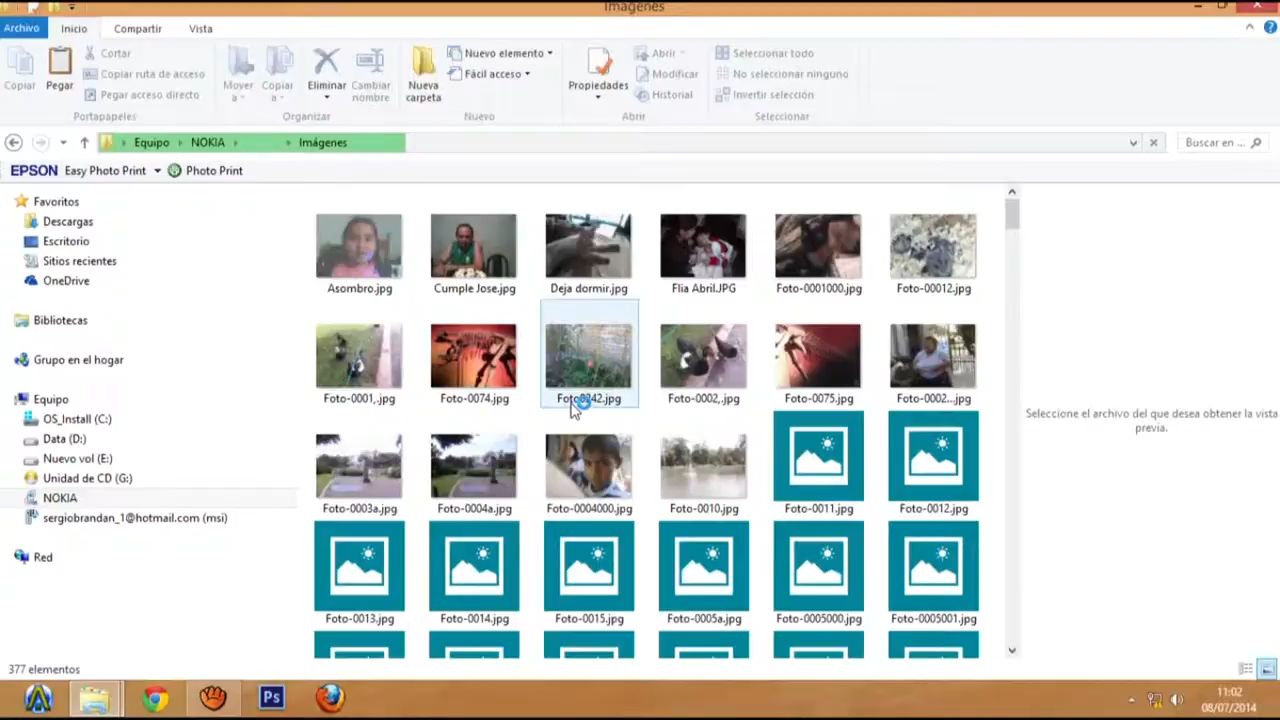 Imágenes
Archivo Inicio Compartir Vista
Copiar
Pegar
Cortar
Copiar ruta de acceso
Pegar acceso directo
Portapapeles
Mover a
Copiar a
Eliminar
Cambiar nombre
Organizar
Nueva carpeta
Nuevo elemento
Fácil acceso
Nuevo
Propiedades
Abrir
Modificar
Historial
Abrir
Seleccionar todo
No seleccionar ninguno
Invertir selección
Seleccionar
Equipo NOKIA Imágenes
Buscar en ...
EPSON Easy Photo Print Photo Print
Favoritos
Descargas
Escritorio
Sitios recientes
OneDrive
Bibliotecas
Grupo en el hogar
Equipo
OS_Install (C:)
Data (D:)
Nuevo vol (E:)
Unidad de CD (G:)
NOKIA
sergiobrandan_1@hotmail.com (msi)
Red
Asombro.jpg Cumple Jose.jpg Deja dormir.jpg Flia Abril.JPG Foto-0001000.jpg Foto-00012.jpg
Foto-0001,.jpg Foto-0074.jpg Foto0242.jpg Foto-0002,.jpg Foto-0075.jpg Foto-0002...jpg
Foto-0003a.jpg Foto-0004a.jpg Foto-0004000.jpg Foto-0010.jpg Foto-0011.jpg Foto-0012.jpg
Foto-0013.jpg Foto-0014.jpg Foto-0015.jpg Foto-0005a.jpg Foto-0005000.jpg Foto-0005001.jpg
Seleccione el archivo del que desea obtener la vista
previa.
377 elementos
Ps
11:02
08/07/2014